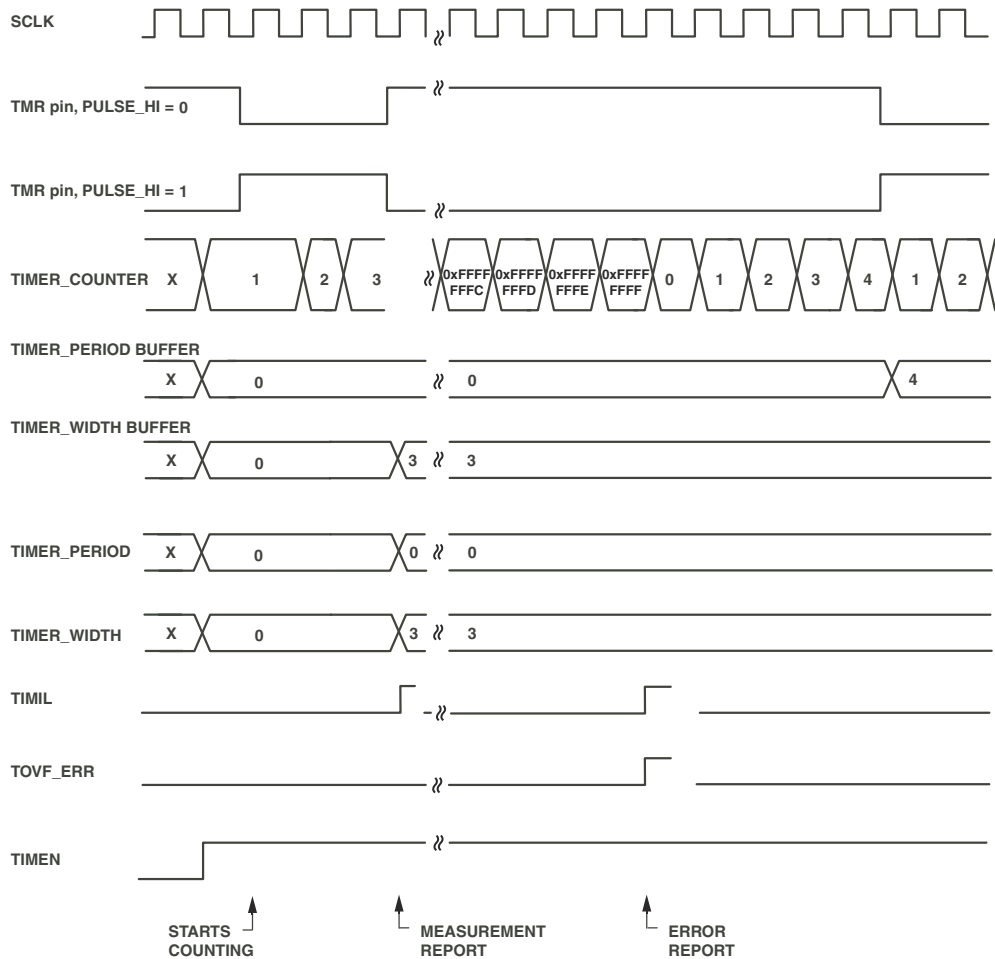 SCLK
TMR pin, PULSE_HI = 0
TMR pin, PULSE_HI = 1
TIMER_COUNTER X 1 2 3 0xFFFF FFFC 0xFFFF FFFD 0xFFFF FFFE 0xFFFF FFFF 0 1 2 3 4 1 2
TIMER_PERIOD BUFFER
X 0 0 4
TIMER_WIDTH BUFFER
X 0 3 3
TIMER_PERIOD X 0 0 0
TIMER_WIDTH X 0 3 3
TIMIL
TOVF_ERR
TIMEN
STARTS
COUNTING
MEASUREMENT
REPORT
ERROR
REPORT